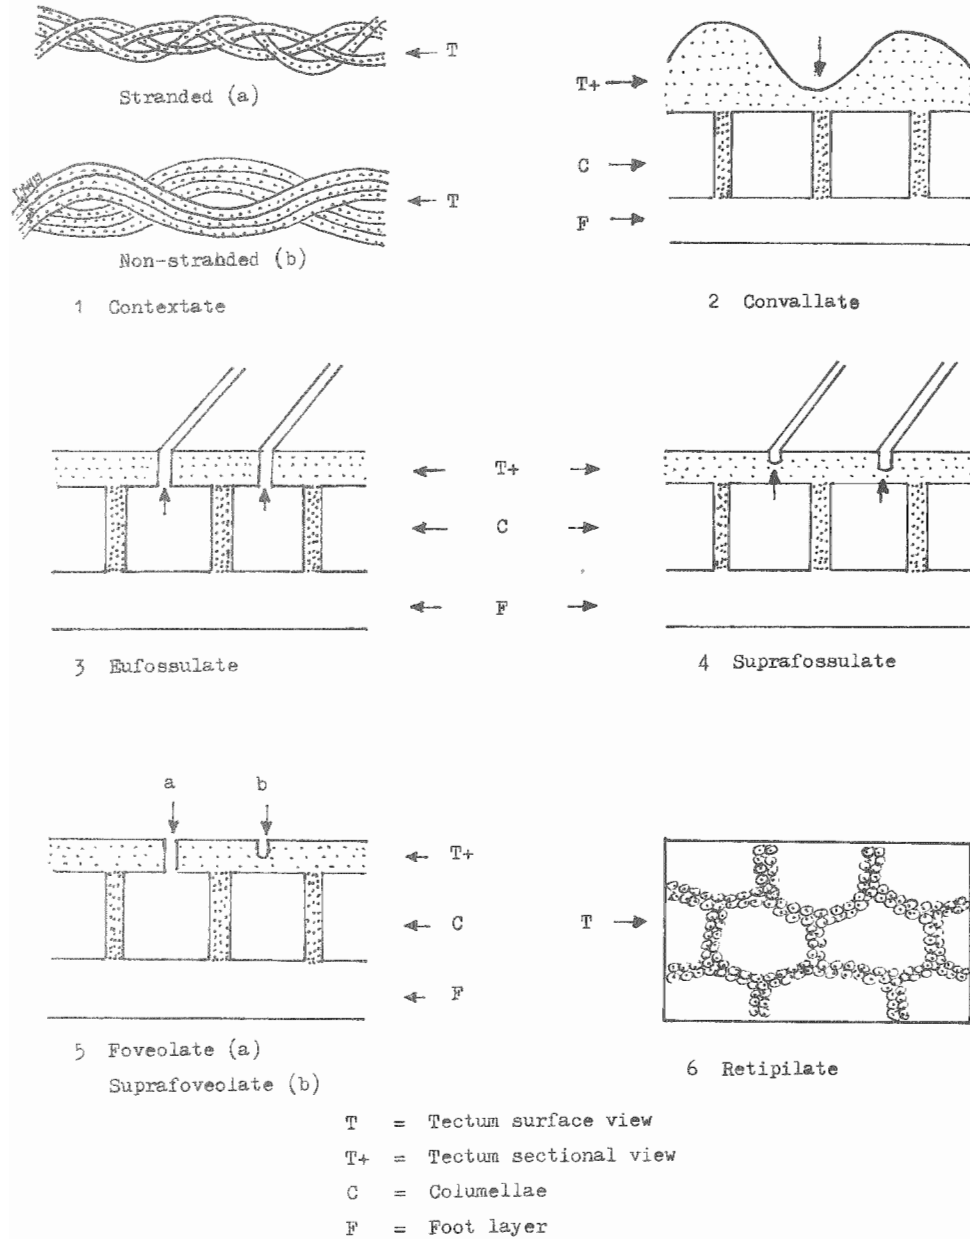 T
Stranded (a)
T
Non-stranded (b)
1 Contextate
T+
C
F
2 Convallate
T+
C
F
3 Eufossulate
4 Suprafossulate
a b
T+
C
F
5 Foveolate (a)
Suprafoveolate (b)
T
6 Retipilate
T = Tectum surface view
T+ = Tectum sectional view
C = Columellae
F = Foot layer